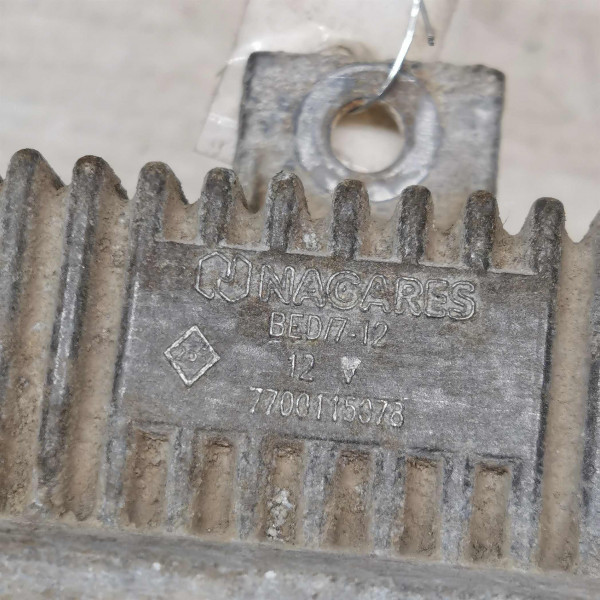 NAGARES
BED/7-12
12 V
7700115078